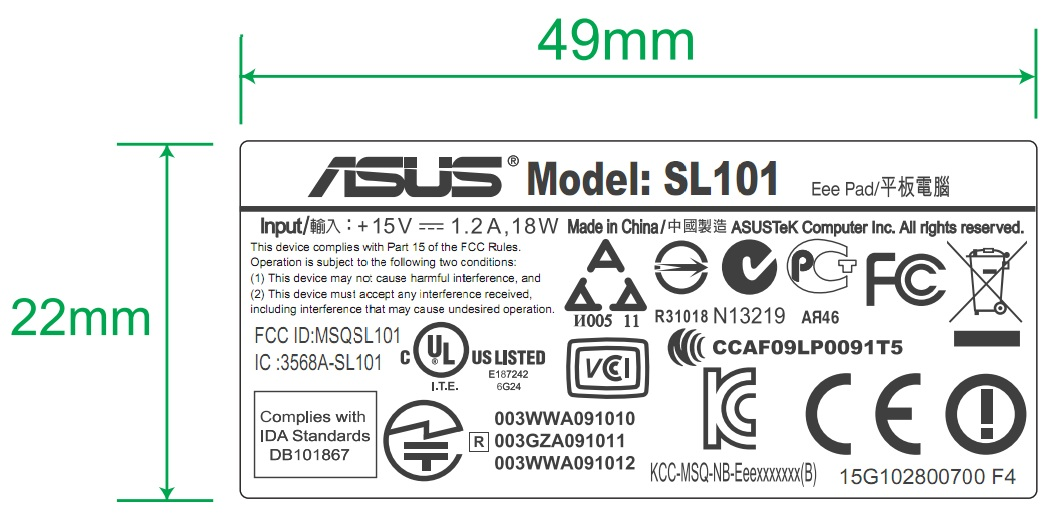 49mm
22mm
ASUS® Model: SL101 Eee Pad/平板電腦
Input/輸入：+15V 1.2A,18W Made in China/中國製造 ASUSTeK Computer Inc. All rights reserved.
This device complies with Part 15 of the FCC Rules.
Operation is subject to the following two conditions:
(1) This device may not cause harmful interference, and
(2) This device must accept any interference received,
including interference that may cause undesired operation.
И005 11
R31018
N13219
PCT
АЯ46
FC
FCC ID:MSQSL101
IC :3568A-SL101
C UL® US LISTED
I.T.E.
E187242
6G24
VCCI
CCAF09LP0091T5
Complies with
IDA Standards
DB101867
R
003WWA091010
003GZA091011
003WWA091012
KC
KCC-MSQ-NB-Eeexxxxxxx(B)
CE
15G102800700 F4